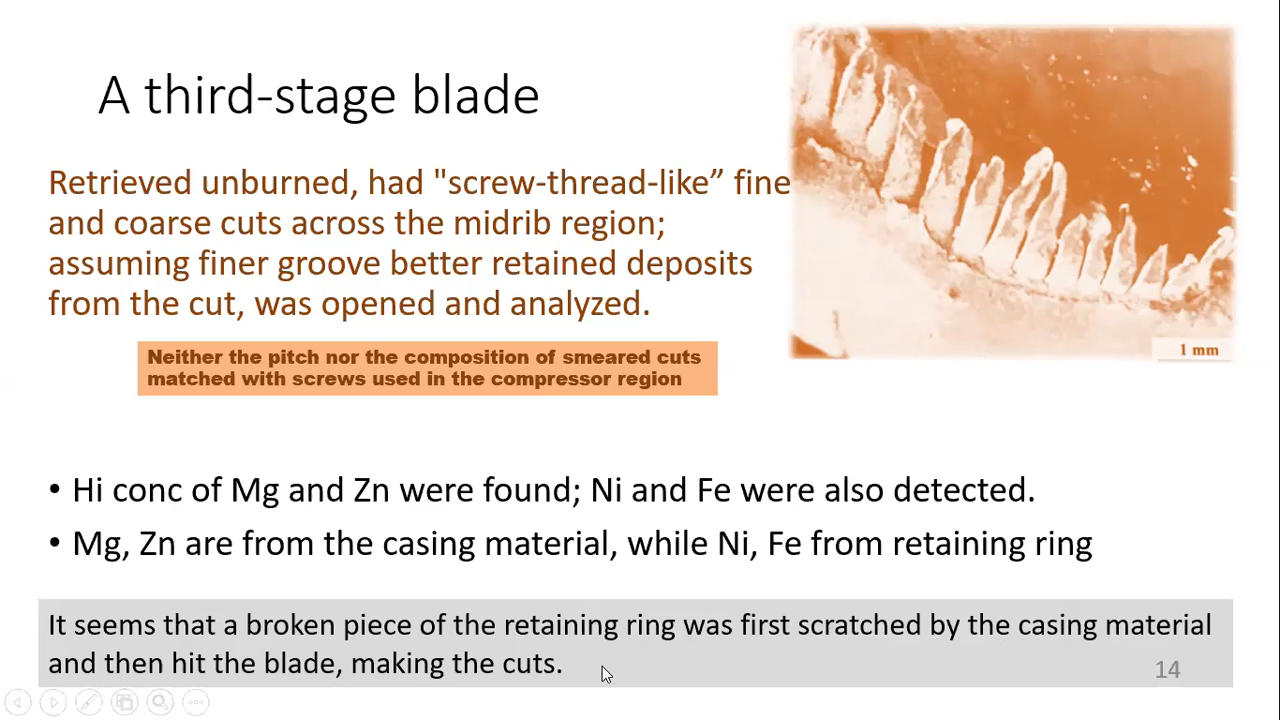 A third-stage blade
Retrieved unburned, had "screw-thread-like” fine
and coarse cuts across the midrib region;
assuming finer groove better retained deposits
from the cut, was opened and analyzed.
Neither the pitch nor the composition of smeared cuts
matched with screws used in the compressor region
1 mm
• Hi conc of Mg and Zn were found; Ni and Fe were also detected.
• Mg, Zn are from the casing material, while Ni, Fe from retaining ring
It seems that a broken piece of the retaining ring was first scratched by the casing material
and then hit the blade, making the cuts.
14